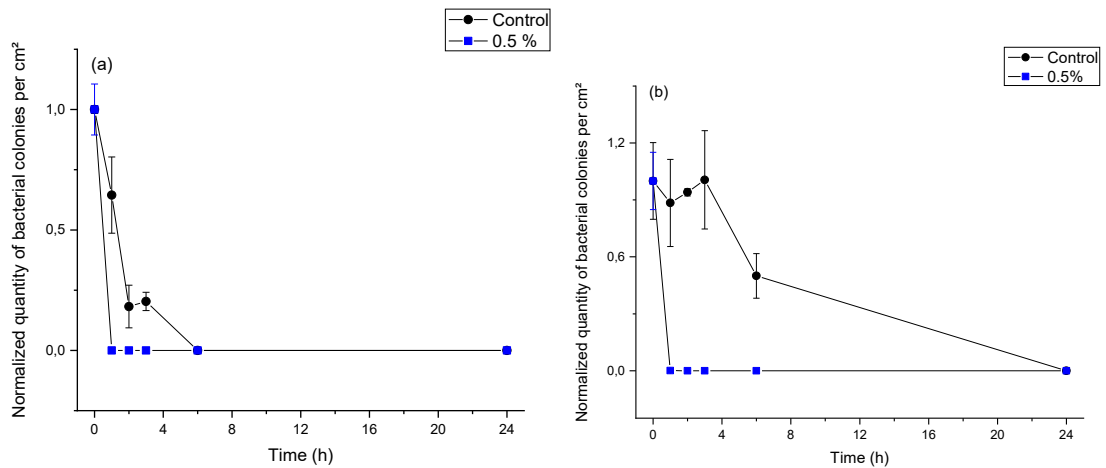 Control
0.5 %
(a)
Normalized quantity of bacterial colonies per cm²
1,0
0,5
0,0
0 4 8 12 16 20 24
Time (h)
Control
0.5%
(b)
Normalized quantity of bacterial colonies per cm²
1,2
0,6
0,0
0 4 8 12 16 20 24
Time (h)